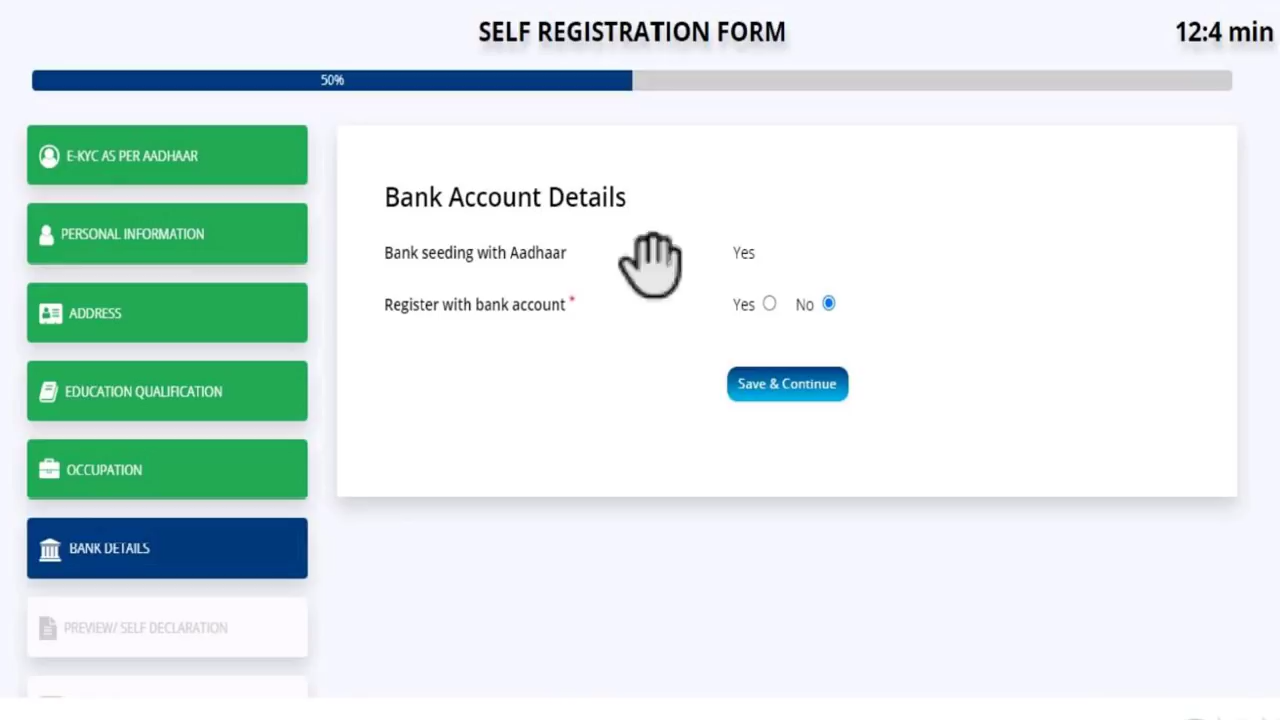 SELF REGISTRATION FORM
12:4 min
50%
E-KYC AS PER AADHAAR
PERSONAL INFORMATION
ADDRESS
EDUCATION QUALIFICATION
OCCUPATION
BANK DETAILS
PREVIEW/ SELF DECLARATION
Bank Account Details
Bank seeding with Aadhaar Yes
Register with bank account * Yes No
Save & Continue